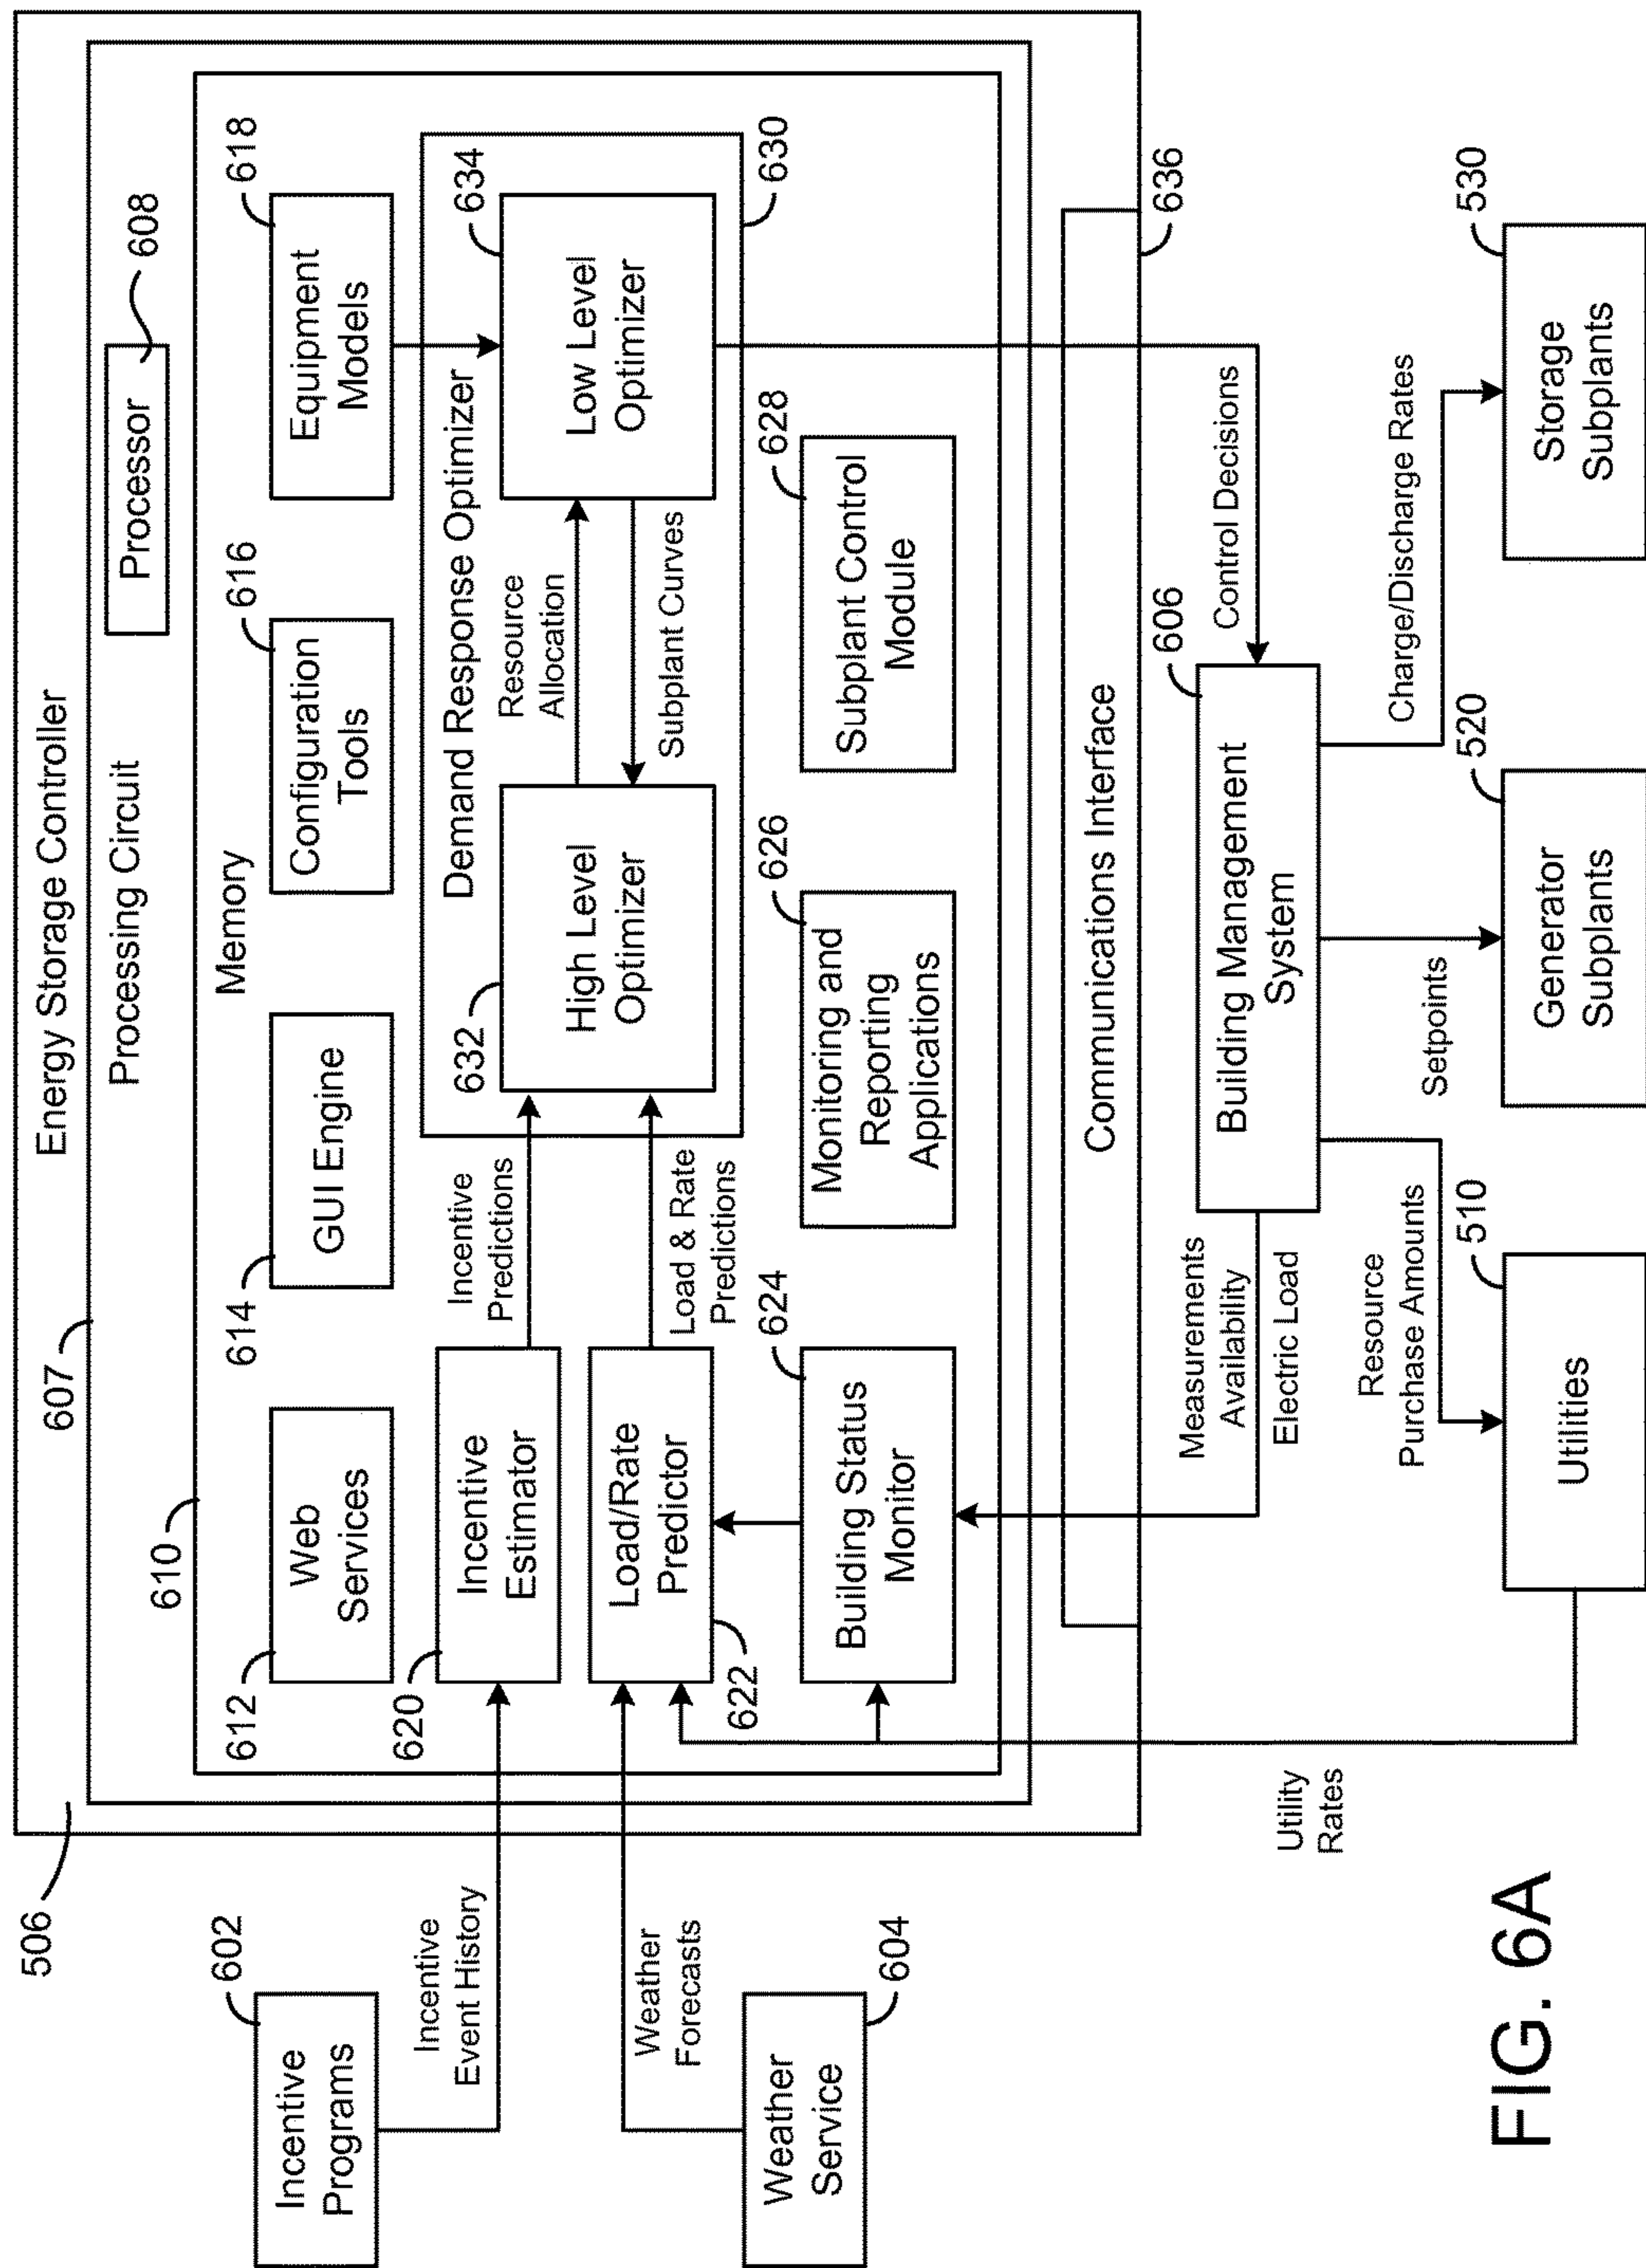 Energy Storage Controller
506
607
Processing Circuit
Processor
608
610
Memory
612
Web
Services
614
GUI Engine
616
Configuration
Tools
618
Equipment
Models
602
Incentive
Programs
Incentive
Event History
620
Incentive
Estimator
Incentive
Predictions
Demand Response Optimizer
632
High Level
Optimizer
Resource
Allocation
Subplant Curves
634
Low Level
Optimizer
630
Weather
Forecasts
604
Weather
Service
Load/Rate
Predictor
622
Load & Rate
Predictions
624
Building Status
Monitor
626
Monitoring and
Reporting
Applications
628
Subplant Control
Module
Communications Interface
636
Measurements
Availability
Electric Load
606
Building Management
System
Control Decisions
Utility
Rates
Resource
Purchase Amounts
Setpoints
Charge/Discharge Rates
510
Utilities
520
Generator
Subplants
530
Storage
Subplants
FIG. 6A